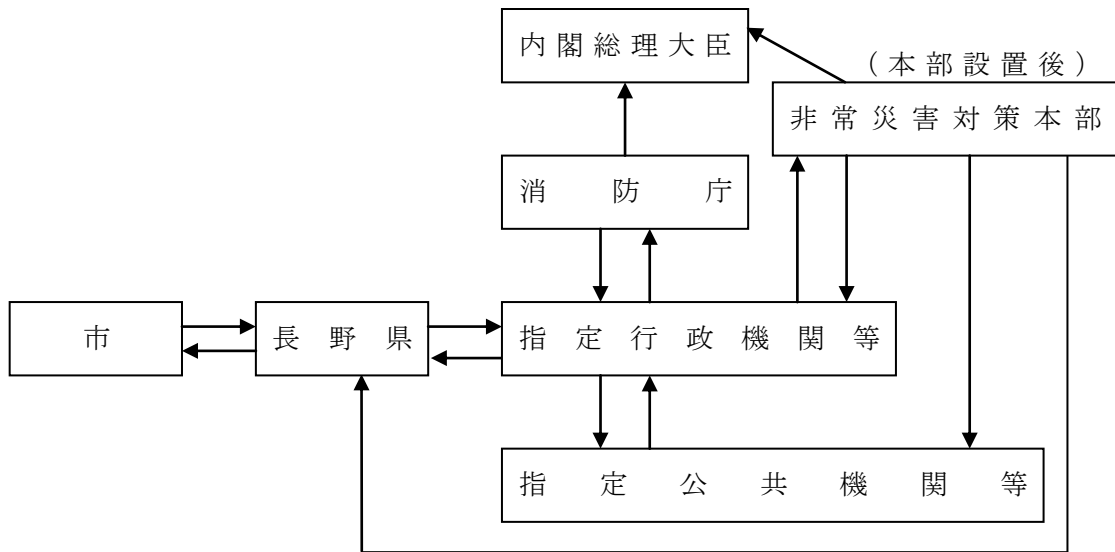 内閣総理大臣
(本部設置後)
非常災害対策本部
消防庁
市
長野県
指定行政機関等
指定公共機関等